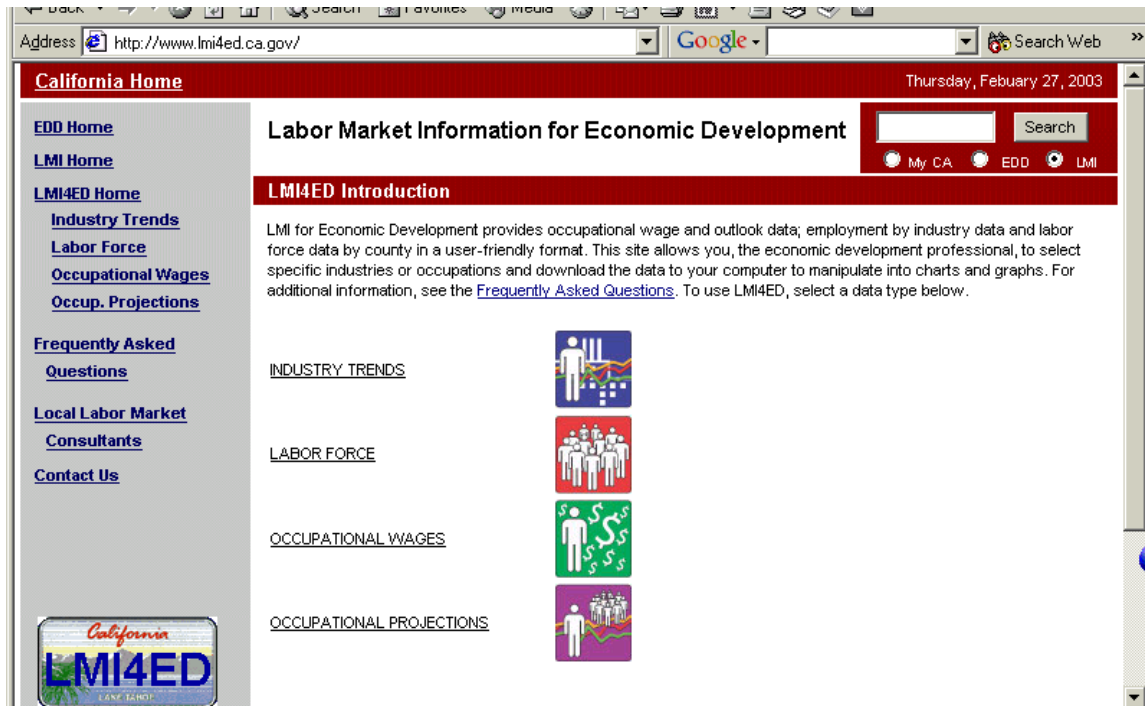 Back Search Favorites Media
Address http://www.lmi4ed.ca.gov/ Google Search Web »
California Home Thursday, Febuary 27, 2003
EDD Home
LMI Home
LMI4ED Home
Industry Trends
Labor Force
Occupational Wages
Occup. Projections
Frequently Asked
Questions
Local Labor Market
Consultants
Contact Us
California
LMI4ED
LAKE TAHOE
Labor Market Information for Economic Development
Search
My CA EDD LMI
LMI4ED Introduction
LMI for Economic Development provides occupational wage and outlook data; employment by industry data and labor
force data by county in a user-friendly format. This site allows you, the economic development professional, to select
specific industries or occupations and download the data to your computer to manipulate into charts and graphs. For
additional information, see the Frequently Asked Questions. To use LMI4ED, select a data type below.
INDUSTRY TRENDS
LABOR FORCE
OCCUPATIONAL WAGES
OCCUPATIONAL PROJECTIONS